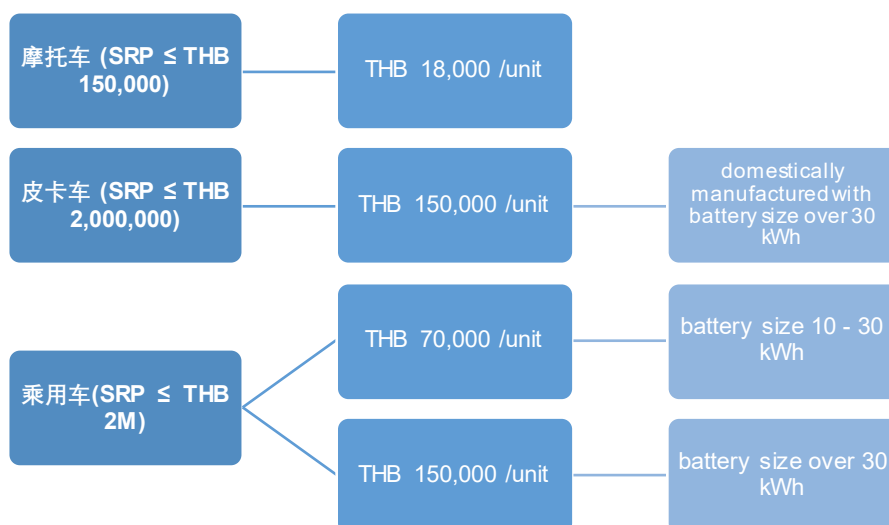 摩托车 (SRP ≤ THB
150,000)
THB 18,000 /unit
皮卡车 (SRP ≤ THB
2,000,000)
THB 150,000 /unit
domestically
manufactured with
battery size over 30
kWh
乘用车(SRP ≤ THB
2M)
THB 70,000 /unit
battery size 10 - 30
kWh
THB 150,000 /unit
battery size over 30
kWh